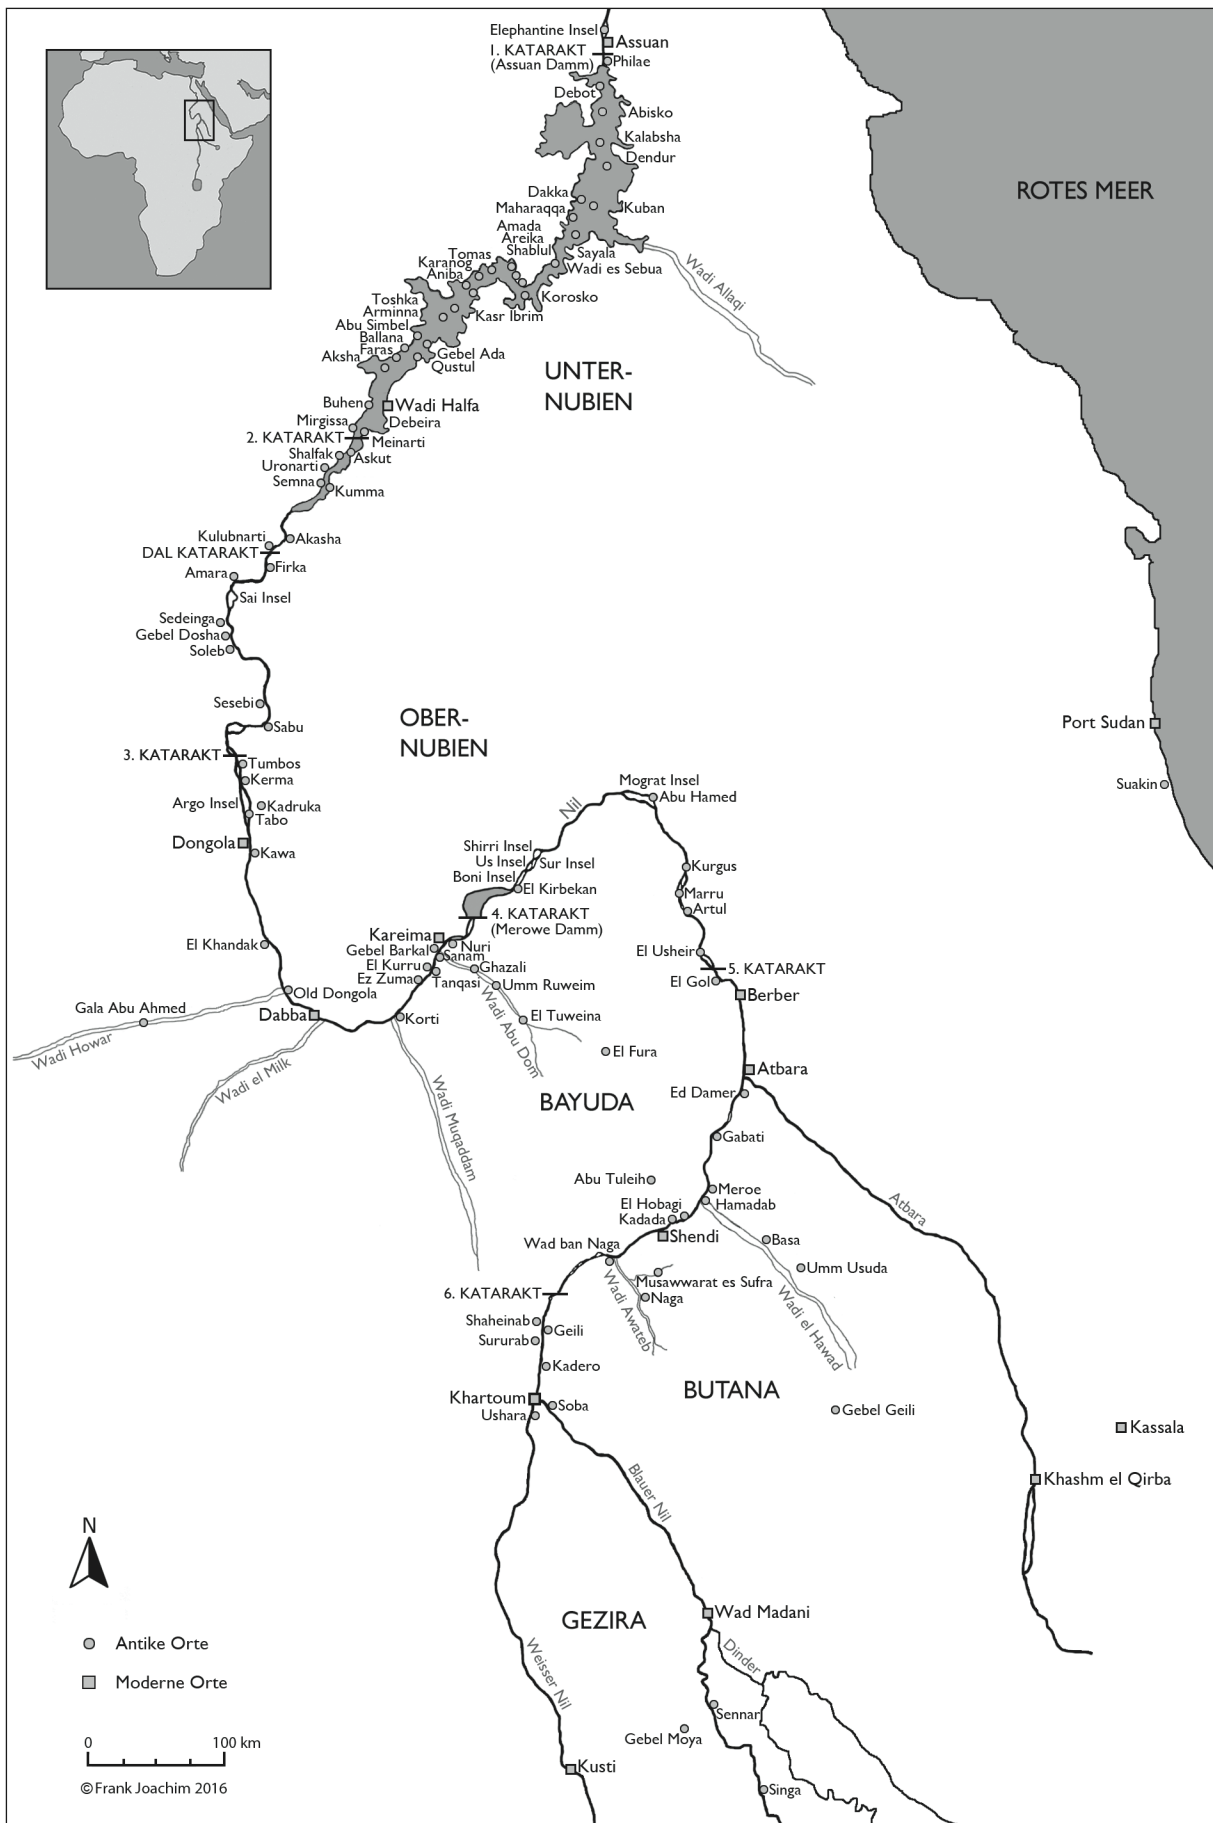 Elephantine Insel
Assuan
1. KATARAKT
(Assuan Damm)
Philae
Debot
Abisko
Kalabsha
Dendur
ROTES MEER
Dakka
Maharaqqa
Kuban
Amada
Areika
Shablul
Sayala
Tomas
Karanog
Aniba
Wadi es Sebua
Wadi Allaqi
Korosko
Toshka
Arminna
Kasr Ibrim
Abu Simbel
Ballana
Faras
Aksha
Gebel Ada
Qustul
UNTER-
NUBIEN
Buhen
Wadi Halfa
Mirgissa
Debeira
2. KATARAKT
Meinarti
Shalfak
Askut
Uronarti
Semna
Kumma
Kulubnarti
Akasha
DAL KATARAKT
Firka
Amara
Sai Insel
Sedeinga
Gebel Dosha
Soleb
Sesebi
Sabu
OBER-
NUBIEN
Port Sudan
3. KATARAKT
Tumbos
Kerma
Mograt Insel
Abu Hamed
Suakin
Argo Insel
Kadruka
Tabo
Nil
Dongola
Kawa
Shirri Insel
Us Insel
Sur Insel
Boni Insel
El Kirbekan
Kurgus
Marru
Artul
4. KATARAKT
(Merowe Damm)
Kareima
Nuri
Gebel Barkal
Sanam
El Khandak
El Kurru
Ghazali
Ez Zuma
Tanqasi
Umm Ruweim
El Usheir
5. KATARAKT
El Gol
Berber
Old Dongola
Gala Abu Ahmed
Dabba
Korti
El Tuweina
Wadi Howar
Wadi el Milk
Wadi Abu Dom
Wadi Muqaddam
El Fura
Atbara
BAYUDA
Ed Damer
Gabati
Abu Tuleih
Meroe
Hamadab
El Hobagi
Kadada
Atbara
Shendi
Wad ban Naga
Basa
Umm Usuda
Musawwarat es Sufra
Naga
Wadi Awateb
Wadi el Hawad
6. KATARAKT
Shaheinab
Geili
Sururab
Kadero
BUTANA
Khartoum
Soba
Ushara
Gebel Geili
Kassala
Khashm el Qirba
Blauer Nil
N
GEZIRA
Wad Madani
Antike Orte
Moderne Orte
Weisser Nil
Dinder
Sennar
Gebel Moya
0 100 km
Kusti
©Frank Joachim 2016
Singa